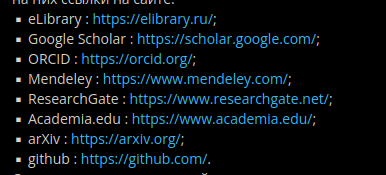 на них ссылки на сайте:
▪ eLibrary : https://elibrary.ru/;
▪ Google Scholar : https://scholar.google.com/;
▪ ORCID : https://orcid.org/;
▪ Mendeley : https://www.mendeley.com/;
▪ ResearchGate : https://www.researchgate.net/;
▪ Academia.edu : https://www.academia.edu/;
▪ arXiv : https://arxiv.org/;
▪ github : https://github.com/.